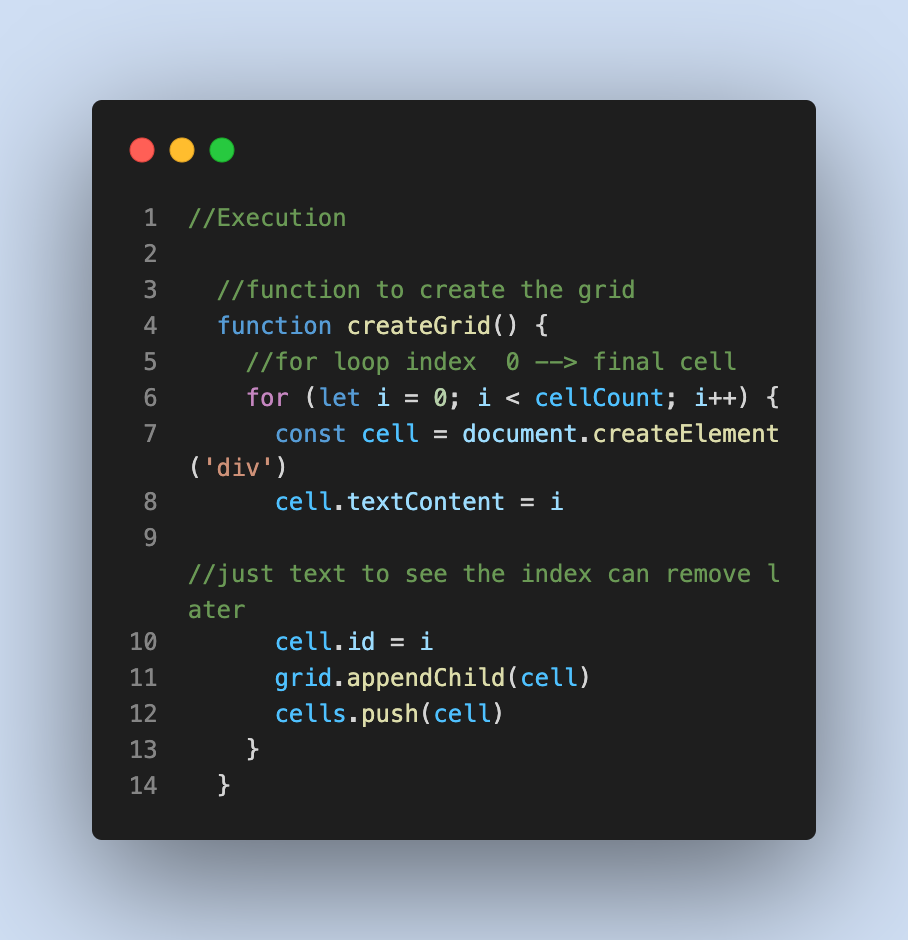 1 //Execution
2
3   //function to create the grid
4   function createGrid() {
5     //for loop index  0 --> final cell
6     for (let i = 0; i < cellCount; i++) {
7       const cell = document.createElement
('div')
8       cell.textContent = i
9
//just text to see the index can remove l
ater
10       cell.id = i
11       grid.appendChild(cell)
12       cells.push(cell)
13     }
14   }